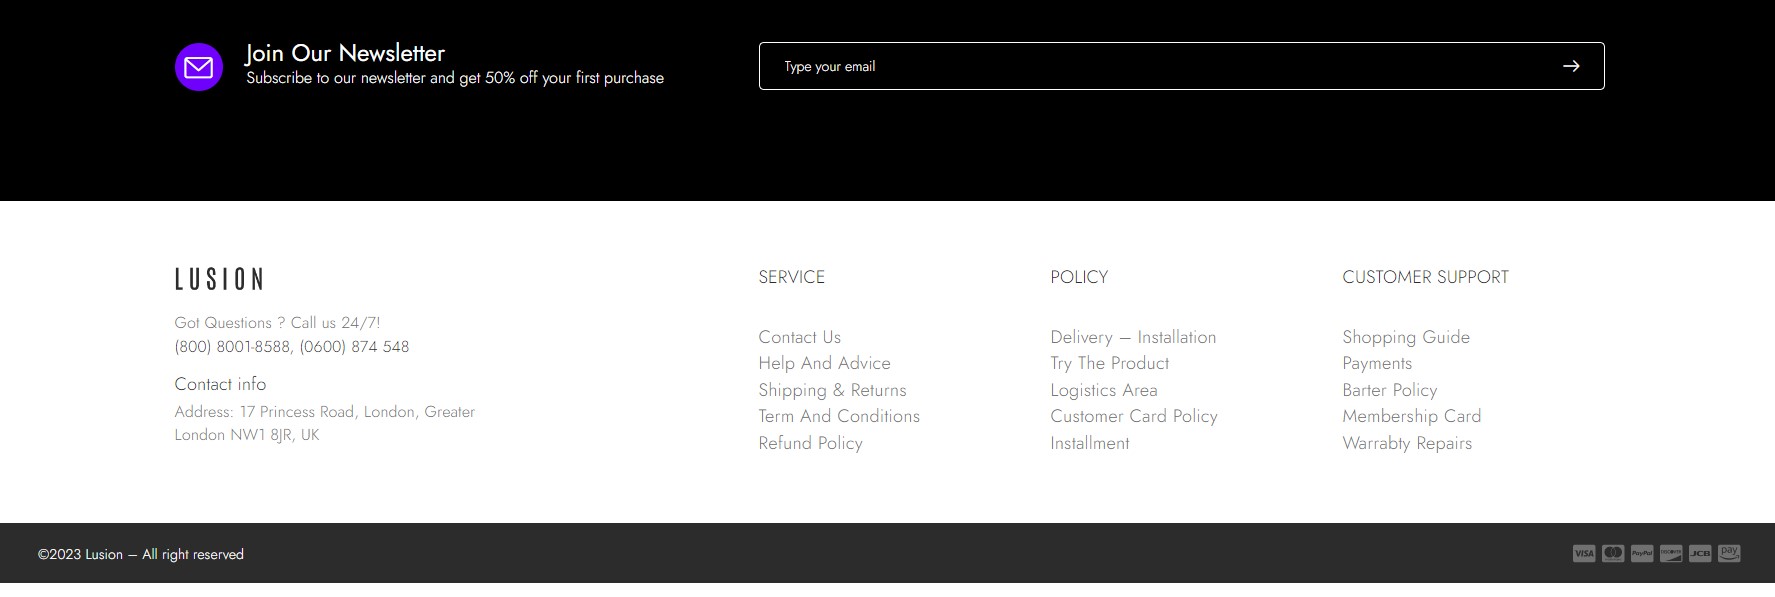 Join Our Newsletter
Subscribe to our newsletter and get 50% off your first purchase
Type your email
LUSION
Got Questions ? Call us 24/7!
(800) 8001-8588, (0600) 874 548
Contact info
Address: 17 Princess Road, London, Greater
London NW1 8JR, UK
SERVICE
Contact Us
Help And Advice
Shipping & Returns
Term And Conditions
Refund Policy
POLICY
Delivery – Installation
Try The Product
Logistics Area
Customer Card Policy
Installment
CUSTOMER SUPPORT
Shopping Guide
Payments
Barter Policy
Membership Card
Warrabty Repairs
©2023 Lusion – All right reserved
VISA
PayPal
DISCOVER
JCB
pay